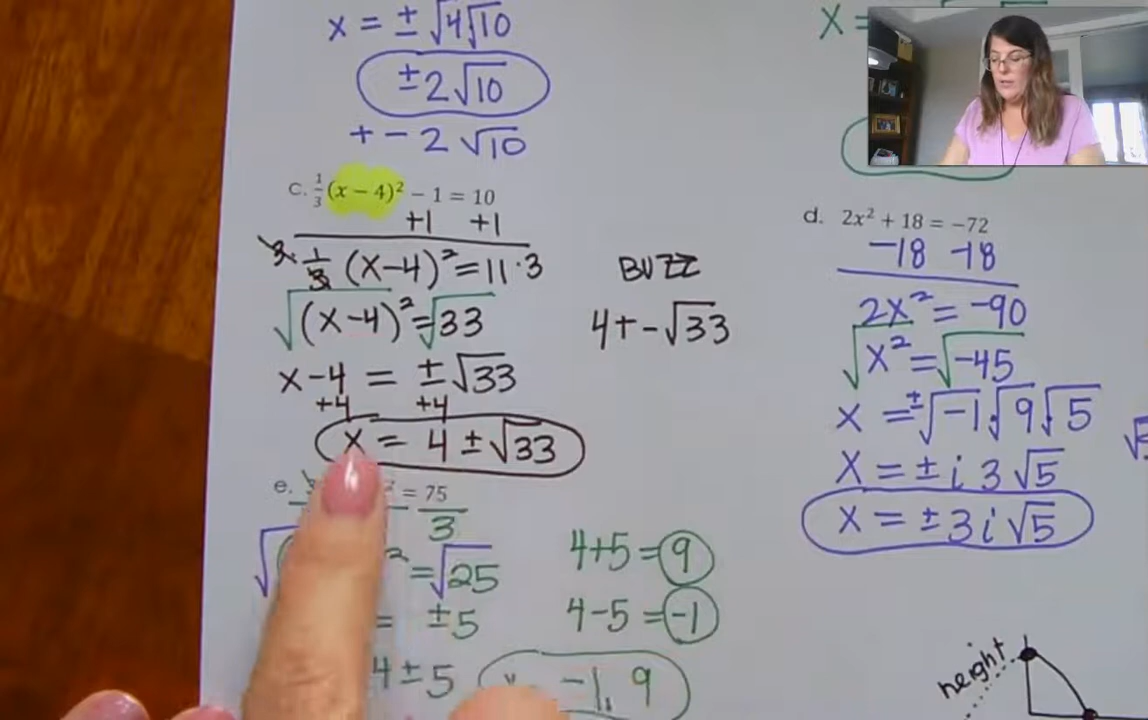 x = ± √4√10
±2√10
+ - 2 √10
x =
c. 1/3 (x − 4)² − 1 = 10
+1 +1
3· 1/3 (x-4)² = 11·3
√(x-4)² = √33
x-4 = ±√33
+4 +4
x = 4 ± √33
BUZZ
4+-√33
d. 2x² + 18 = −72
-18 -18
2x² = -90
√x² = √-45
x = ±√-1·√9√5
x = ± i 3 √5
x = ± 3 i √5
e.
= 75
3
² = √25
= ±5
4 ± 5
4+5 = 9
4-5 = -1
-1, 9
height